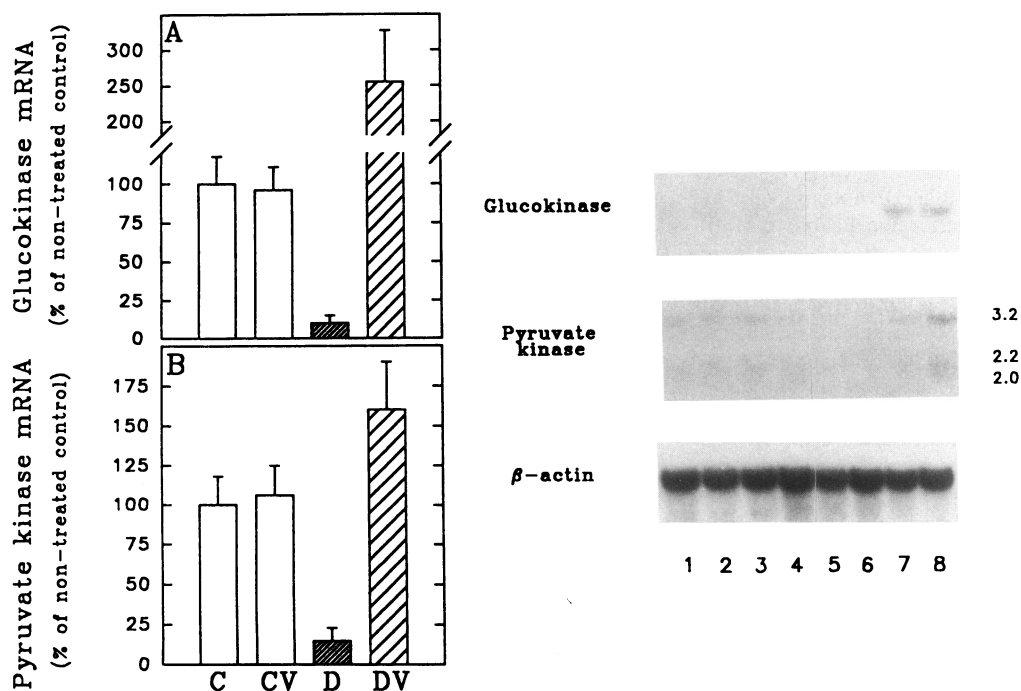 Glucokinase mRNA
(% of non-treated control)
A
300
250
200
100
75
50
25
0
Pyruvate kinase mRNA
(% of non-treated control)
B
175
150
125
100
75
50
25
0
C CV D DV
Glucokinase
Pyruvate
kinase
3.2
2.2
2.0
β-actin
1 2 3 4 5 6 7 8